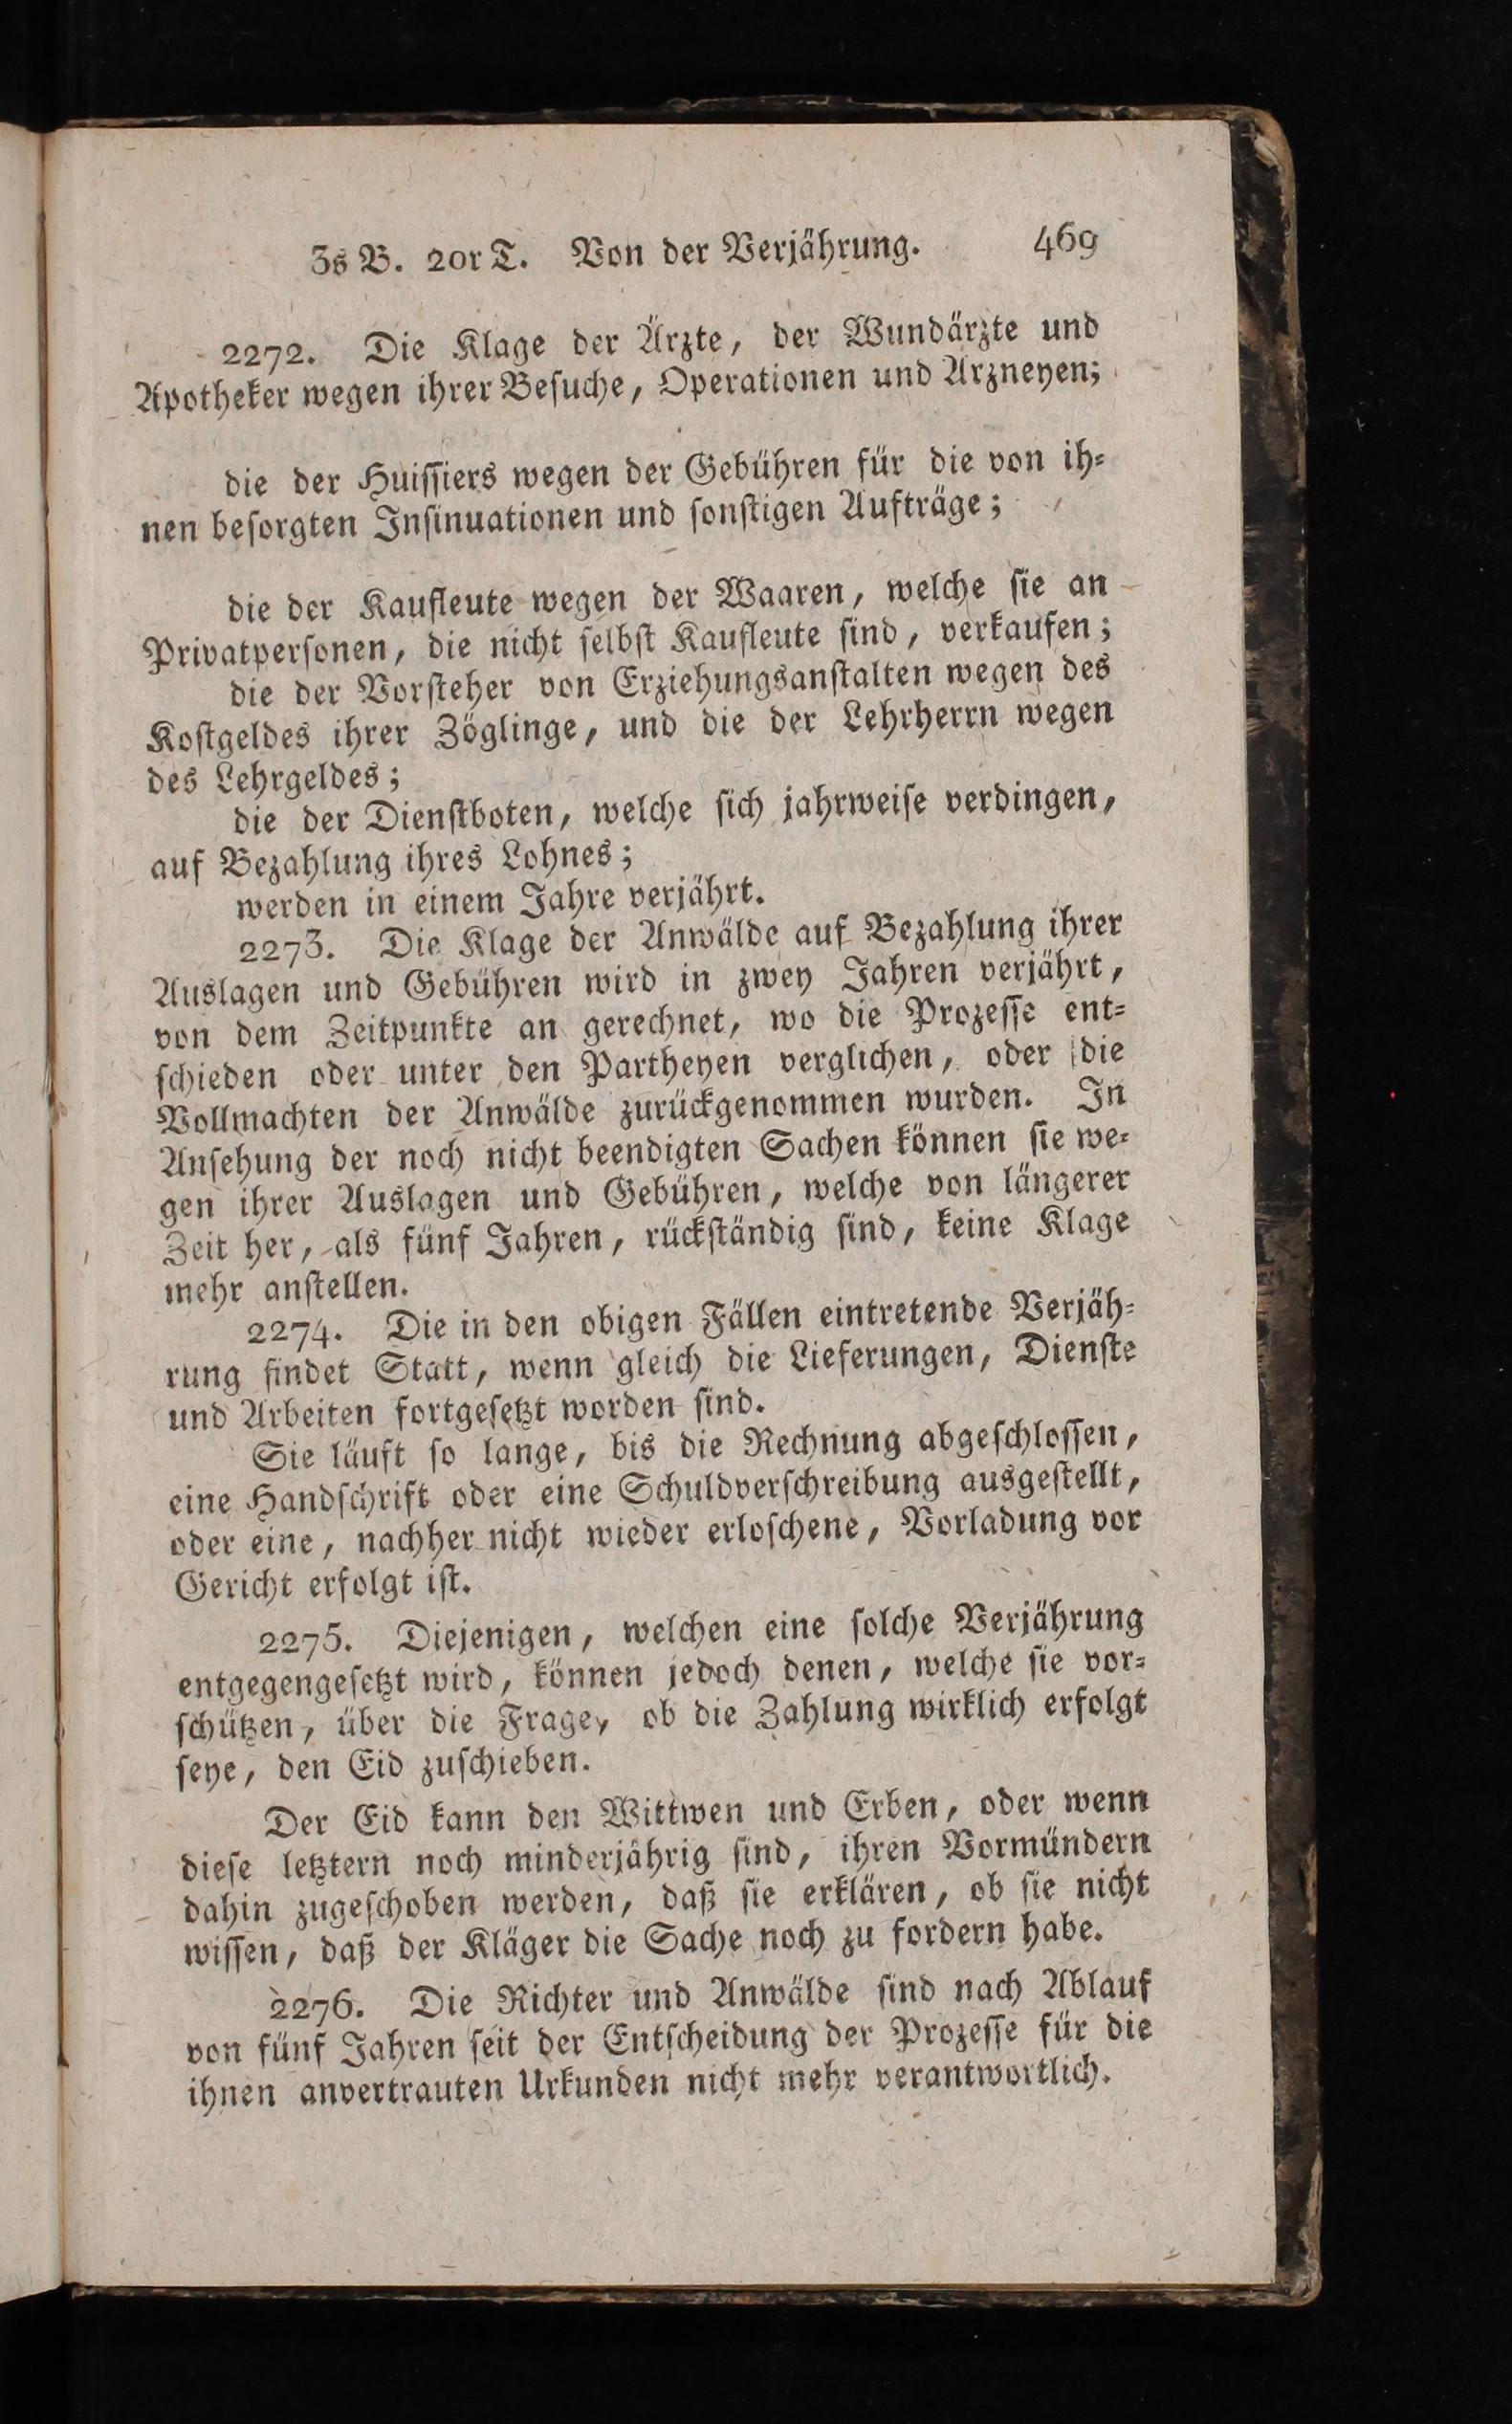 3s B. 20r T. Von der Verjährung. 469
2272. Die Klage der Ärzte, der Wundärzte und
Apotheker wegen ihrer Beſuche, Operationen und Arzneyen;
die der Huiſſiers wegen der Gebühren für die von ih⸗
nen beſorgten Inſinuationen und ſonſtigen Aufträge;
die der Kaufleute wegen der Waaren, welche ſie an
Privatperſonen, die nicht ſelbſt Kaufleute ſind, verkaufen;
die der Vorſteher von Erziehungsanſtalten wegen des
Koſtgeldes ihrer Zöglinge, und die der Lehrherrn wegen
des Lehrgeldes;
die der Dienſtboten, welche ſich jahrweiſe verdingen,
auf Bezahlung ihres Lohnes;
werden in einem Jahre verjährt.
2273. Die Klage der Anwälde auf Bezahlung ihrer
Auslagen und Gebühren wird in zwey Jahren verjährt,
von dem Zeitpunkte an gerechnet, wo die Prozeſſe ent⸗
ſchieden oder unter den Partheyen verglichen, oder die
Vollmachten der Anwälde zurückgenommen wurden. In
Anſehung der noch nicht beendigten Sachen können ſie we⸗
gen ihrer Auslagen und Gebühren, welche von längerer
Zeit her, als fünf Jahren, rückſtändig ſind, keine Klage
mehr anſtellen.
2274. Die in den obigen Fällen eintretende Verjäh⸗
rung findet Statt, wenn gleich die Lieferungen, Dienſte
und Arbeiten fortgeſetzt worden ſind.
Sie läuft ſo lange, bis die Rechnung abgeſchloſſen,
eine Handſchrift oder eine Schuldverſchreibung ausgeſtellt,
oder eine, nachher nicht wieder erloſchene, Vorladung vor
Gericht erfolgt iſt.
2275. Diejenigen, welchen eine ſolche Verjährung
entgegengeſetzt wird, können jedoch denen, welche ſie vor⸗
ſchützen, über die Frage, ob die Zahlung wirklich erfolgt
ſeye, den Eid zuſchieben.
Der Eid kann den Wittwen und Erben, oder wenn
dieſe letztern noch minderjährig ſind, ihren Vormündern
dahin zugeſchoben werden, daß ſie erklären, ob ſie nicht
wiſſen, daß der Kläger die Sache noch zu fordern habe.
2276. Die Richter und Anwälde ſind nach Ablauf
von fünf Jahren ſeit der Entſcheidung der Prozeſſe für die
ihnen anvertrauten Urkunden nicht mehr verantwortlich.